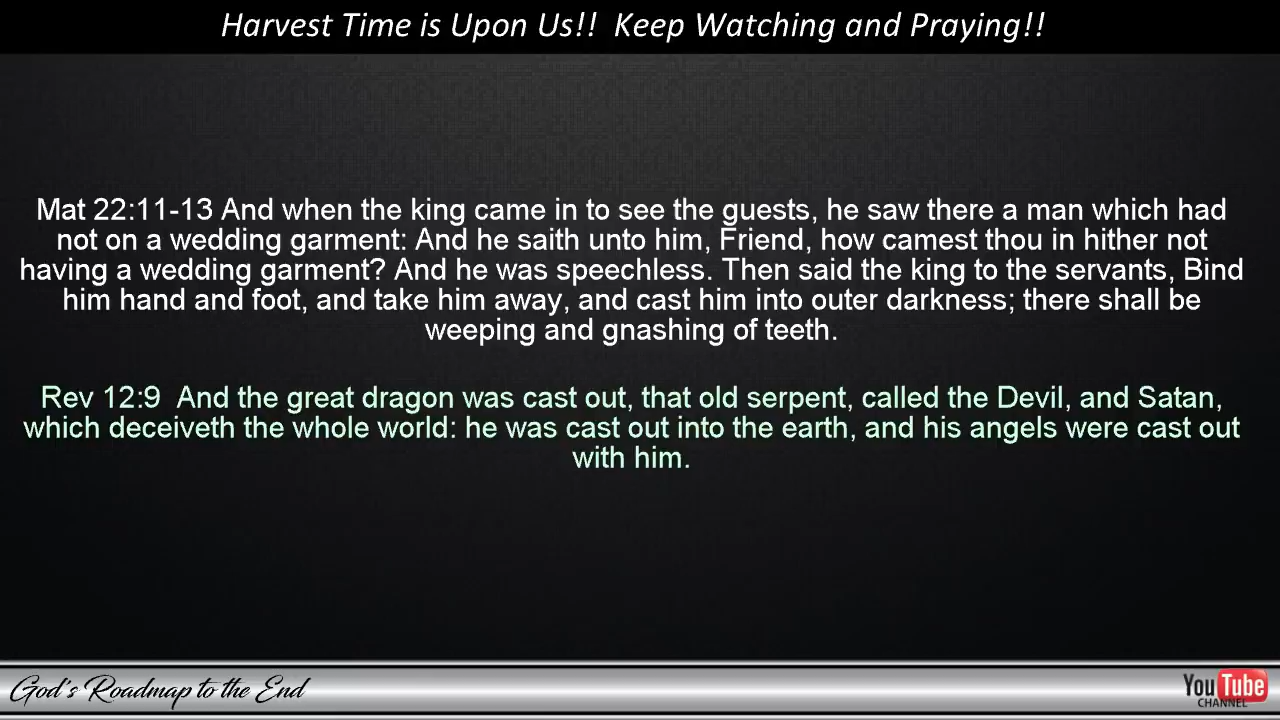 Harvest Time is Upon Us!!  Keep Watching and Praying!!
Mat 22:11-13 And when the king came in to see the guests, he saw there a man which had
not on a wedding garment: And he saith unto him, Friend, how camest thou in hither not
having a wedding garment? And he was speechless. Then said the king to the servants, Bind
him hand and foot, and take him away, and cast him into outer darkness; there shall be
weeping and gnashing of teeth.
Rev 12:9  And the great dragon was cast out, that old serpent, called the Devil, and Satan,
which deceiveth the whole world: he was cast out into the earth, and his angels were cast out
with him.
God's Roadmap to the End
YouTube
CHANNEL